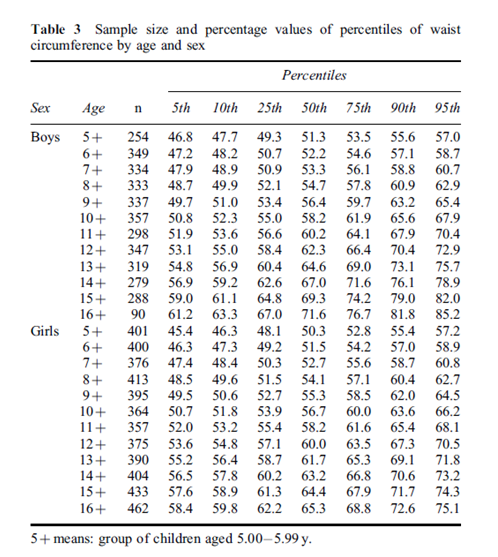 Table 3 Sample size and percentage values of percentiles of waist
circumference by age and sex
Percentiles
Sex Age n 5th 10th 25th 50th 75th 90th 95th
Boys 5+ 254 46.8 47.7 49.3 51.3 53.5 55.6 57.0
6+ 349 47.2 48.2 50.7 52.2 54.6 57.1 58.7
7+ 334 47.9 48.9 50.9 53.3 56.1 58.8 60.7
8+ 333 48.7 49.9 52.1 54.7 57.8 60.9 62.9
9+ 337 49.7 51.0 53.4 56.4 59.7 63.2 65.4
10+ 357 50.8 52.3 55.0 58.2 61.9 65.6 67.9
11+ 298 51.9 53.6 56.6 60.2 64.1 67.9 70.4
12+ 347 53.1 55.0 58.4 62.3 66.4 70.4 72.9
13+ 319 54.8 56.9 60.4 64.6 69.0 73.1 75.7
14+ 279 56.9 59.2 62.6 67.0 71.6 76.1 78.9
15+ 288 59.0 61.1 64.8 69.3 74.2 79.0 82.0
16+ 90 61.2 63.3 67.0 71.6 76.7 81.8 85.2
Girls 5+ 401 45.4 46.3 48.1 50.3 52.8 55.4 57.2
6+ 400 46.3 47.3 49.2 51.5 54.2 57.0 58.9
7+ 376 47.4 48.4 50.3 52.7 55.6 58.7 60.8
8+ 413 48.5 49.6 51.5 54.1 57.1 60.4 62.7
9+ 395 49.5 50.6 52.7 55.3 58.5 62.0 64.5
10+ 364 50.7 51.8 53.9 56.7 60.0 63.6 66.2
11+ 357 52.0 53.2 55.4 58.2 61.6 65.4 68.1
12+ 375 53.6 54.8 57.1 60.0 63.5 67.3 70.5
13+ 390 55.2 56.4 58.7 61.7 65.3 69.1 71.8
14+ 404 56.5 57.8 60.2 63.2 66.8 70.6 73.2
15+ 433 57.6 58.9 61.3 64.4 67.9 71.7 74.3
16+ 462 58.4 59.8 62.2 65.3 68.8 72.6 75.1
5+ means: group of children aged 5.00–5.99 y.